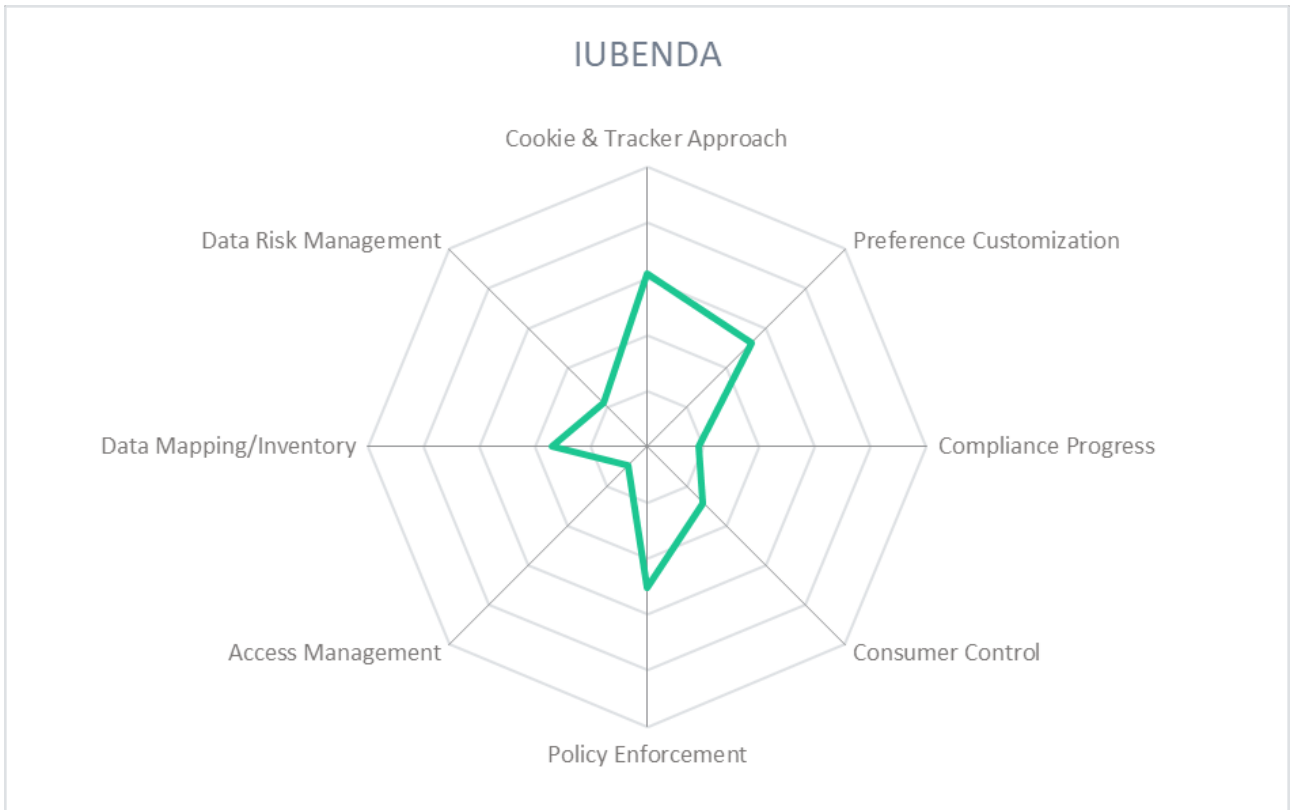 IUBENDA
Cookie & Tracker Approach
Data Risk Management
Preference Customization
Data Mapping/Inventory
Compliance Progress
Access Management
Consumer Control
Policy Enforcement